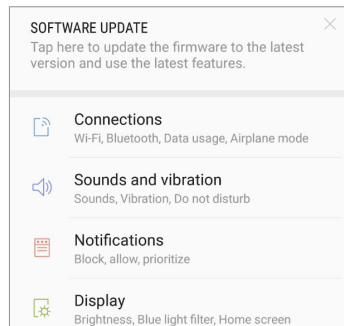 SOFTWARE UPDATE
Tap here to update the firmware to the latest
version and use the latest features.
Connections
Wi-Fi, Bluetooth, Data usage, Airplane mode
Sounds and vibration
Sounds, Vibration, Do not disturb
Notifications
Block, allow, prioritize
Display
Brightness, Blue light filter, Home screen